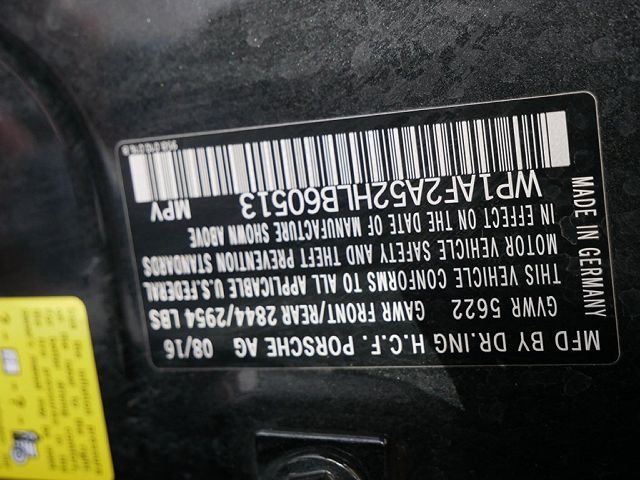 MFD BY DR.ING H.C.F. PORSCHE AG 08/16
GVWR 5622 GAWR FRONT/REAR 2844/2954 LBS
THIS VEHICLE CONFORMS TO ALL APPLICABLE U.S.FEDERAL
MOTOR VEHICLE SAFETY AND THEFT PREVENTION STANDARDS
IN EFFECT ON THE DATE OF MANUFACTURE SHOWN ABOVE
WP1AF2A52HLB60513 MPV
MADE IN GERMANY